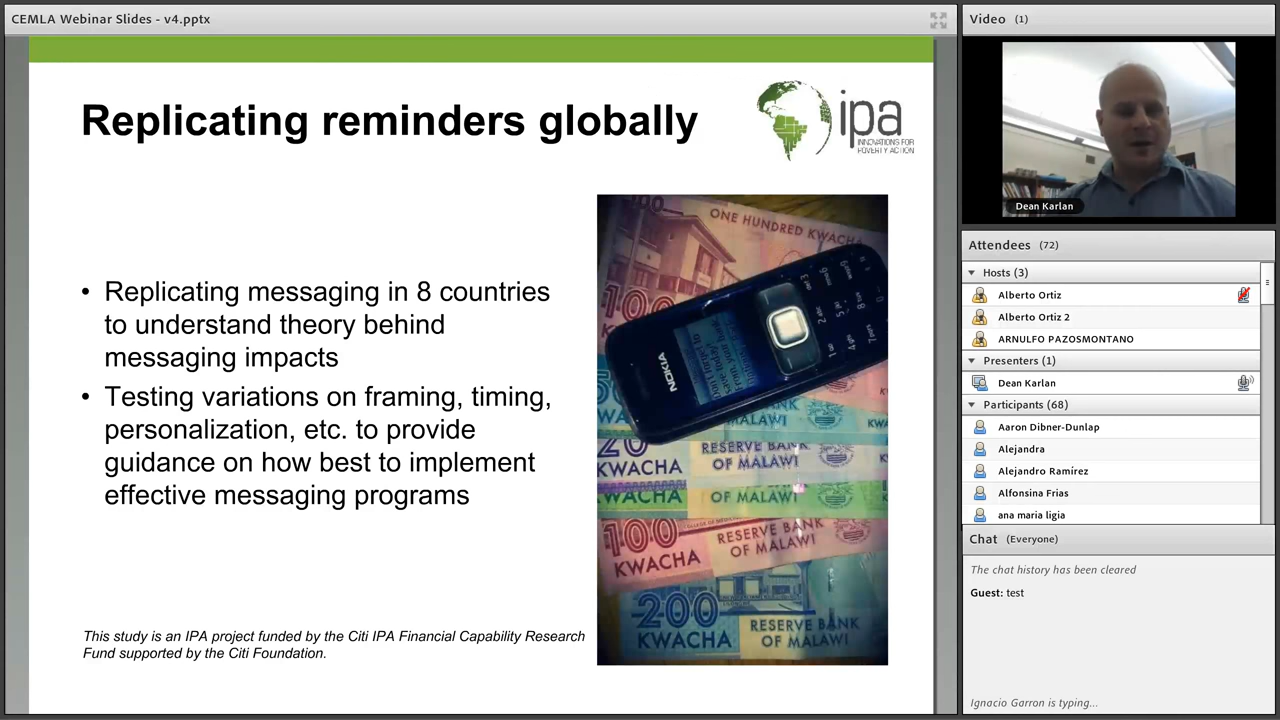 CEMLA Webinar Slides - v4.pptx
Replicating reminders globally
ipa
INNOVATIONS FOR
POVERTY ACTION
• Replicating messaging in 8 countries
to understand theory behind
messaging impacts
• Testing variations on framing, timing,
personalization, etc. to provide
guidance on how best to implement
effective messaging programs
This study is an IPA project funded by the Citi IPA Financial Capability Research
Fund supported by the Citi Foundation.
ONE HUNDRED KWACHA
100
NOKIA
20
KWACHA
RESERVE BANK
OF MALAWI
KWACHA
OF MALAWI
100
KWACHA
RESERVE BANK
OF MALAWI
200
KWACHA
RESERVE BANK
OF MALAWI
Video (1)
Dean Karlan
Attendees (72)
Hosts (3)
Alberto Ortiz
Alberto Ortiz 2
ARNULFO PAZOSMONTANO
Presenters (1)
Dean Karlan
Participants (68)
Aaron Dibner-Dunlap
Alejandra
Alejandro Ramírez
Alfonsina Frias
ana maria ligia
Chat (Everyone)
The chat history has been cleared
Guest: test
Ignacio Garron is typing...